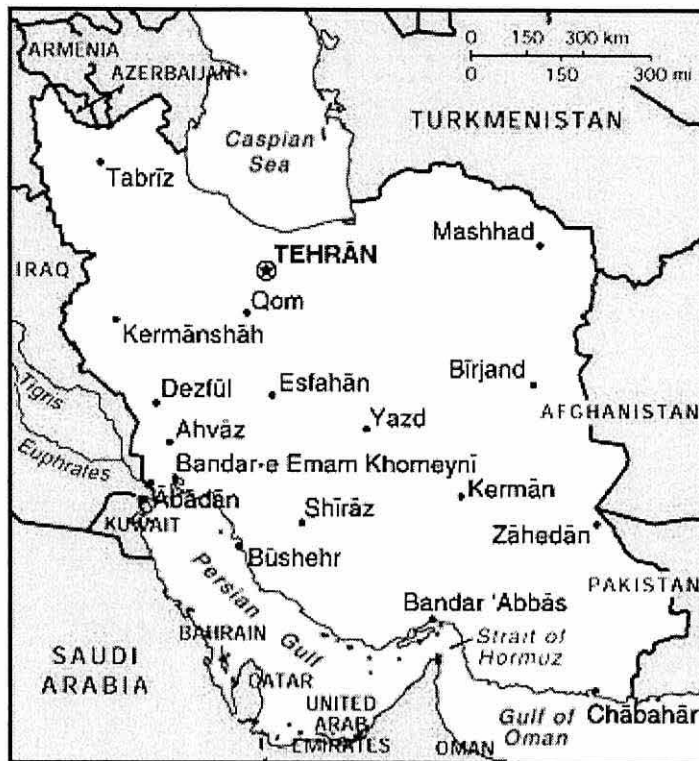 ARMENIA
0 150 300 km
0 150 300 mi
AZERBAIJAN
TURKMENISTAN
Caspian
Sea
Tabrīz
Mashhad
TEHRĀN
IRAQ
Qom
Kermānshāh
Bīrjand
Dezfūl
Esfahān
Tigris
AFGHANISTAN
Yazd
Ahvāz
Euphrates
Bandar-e Emam Khomeynī
Ābādān
Kermān
Shīrāz
KUWAIT
Zāhedān
Būshehr
Persian
Gulf
PAKISTAN
Bandar 'Abbās
BAHRAIN
Strait of
Hormuz
SAUDI
ARABIA
QATAR
UNITED
ARAB
EMIRATES
Chābahār
Gulf of
Oman
OMAN